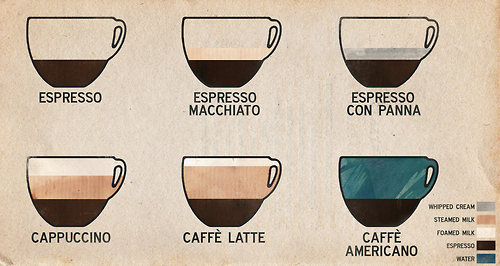 ESPRESSO
ESPRESSO
MACCHIATO
ESPRESSO
CON PANNA
CAPPUCCINO
CAFFÈ LATTE
CAFFÈ
AMERICANO
WHIPPED CREAM
STEAMED MILK
FOAMED MILK
ESPRESSO
WATER